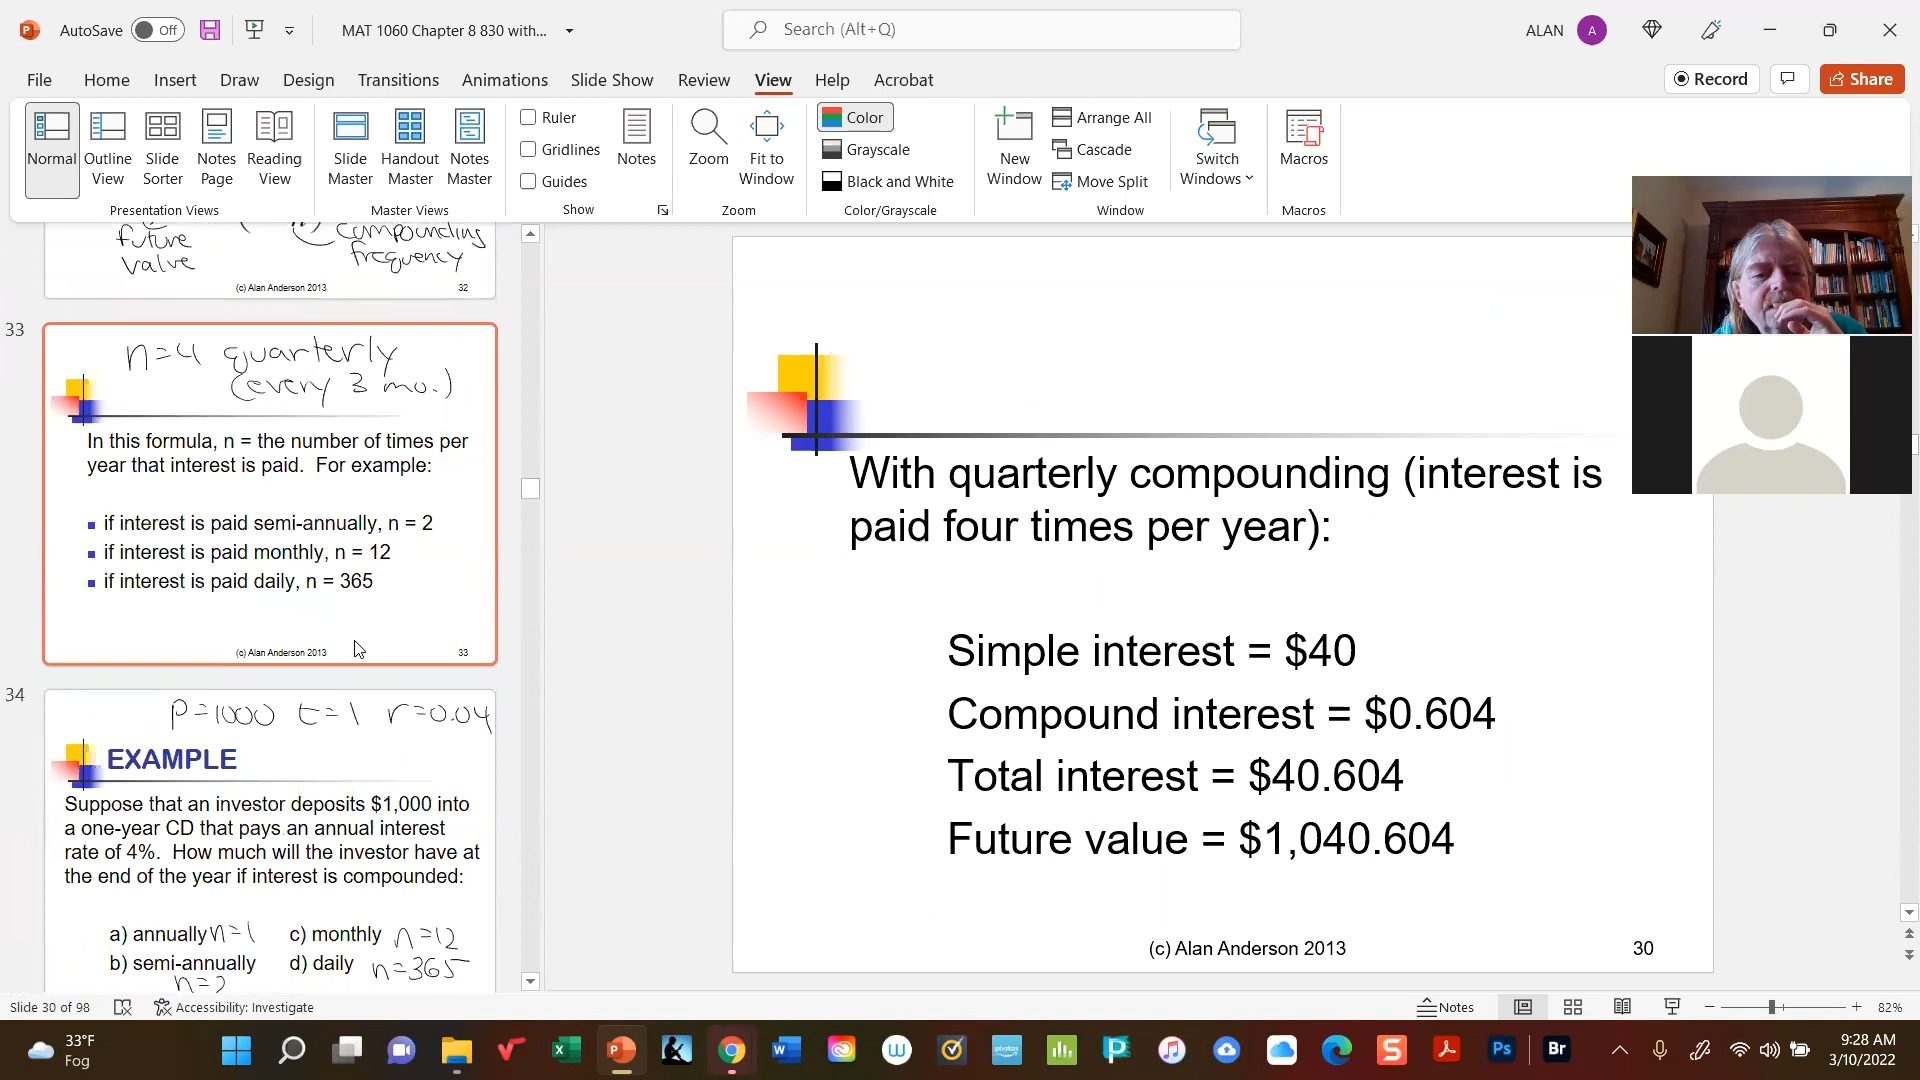 AutoSave Off
MAT 1060 Chapter 8 830 with...
Search (Alt+Q)
ALAN A
File Home Insert Draw Design Transitions Animations Slide Show Review View Help Acrobat
Record
Share
Normal
Outline View
Slide Sorter
Notes Page
Reading View
Presentation Views
Slide Master
Handout Master
Notes Master
Master Views
Ruler
Gridlines
Guides
Show
Notes
Zoom
Fit to Window
Zoom
Color
Grayscale
Black and White
Color/Grayscale
New Window
Arrange All
Cascade
Move Split
Switch Windows
Window
Macros
Macros
future
value
compounding
frequency
(c) Alan Anderson 2013 32
33
n=4 quarterly
(every 3 mo.)
In this formula, n = the number of times per
year that interest is paid. For example:
if interest is paid semi-annually, n = 2
if interest is paid monthly, n = 12
if interest is paid daily, n = 365
(c) Alan Anderson 2013 33
34
P=1000 t=1 r=0.04
EXAMPLE
Suppose that an investor deposits $1,000 into
a one-year CD that pays an annual interest
rate of 4%. How much will the investor have at
the end of the year if interest is compounded:
a) annually n=1 c) monthly n=12
b) semi-annually d) daily n=365
n=2
With quarterly compounding (interest is
paid four times per year):
Simple interest = $40
Compound interest = $0.604
Total interest = $40.604
Future value = $1,040.604
(c) Alan Anderson 2013 30
Slide 30 of 98
Accessibility: Investigate
Notes
82%
33°F
Fog
photos
Ps
Br
9:28 AM
3/10/2022